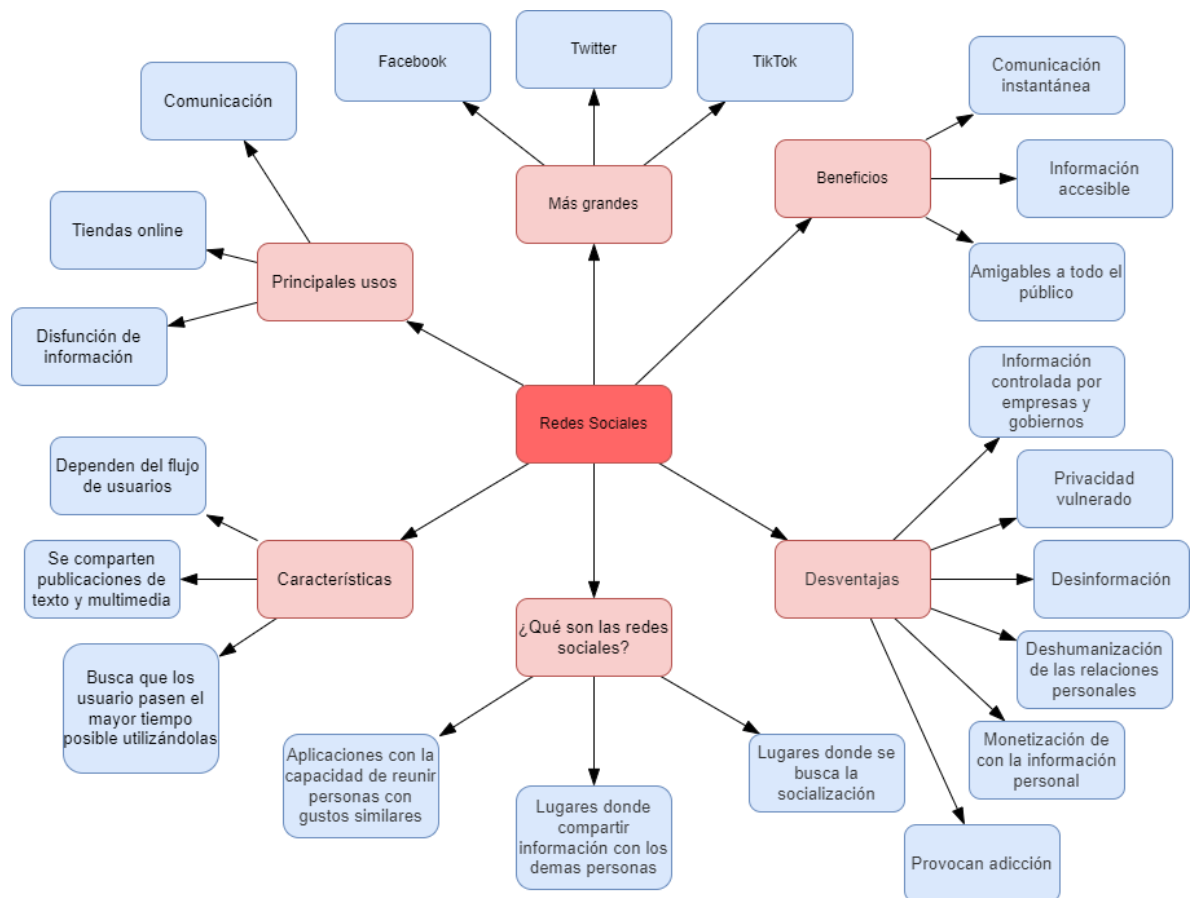 Facebook
Twitter
TikTok
Comunicación
instantánea
Comunicación
Más grandes
Beneficios
Información
accesible
Tiendas online
Principales usos
Amigables a todo el
público
Disfunción de
información
Redes Sociales
Información
controlada por
empresas y
gobiernos
Dependen del flujo
de usuarios
Privacidad
vulnerado
Se comparten
publicaciones de
texto y multimedia
Características
Desventajas
Desinformación
¿Qué son las redes
sociales?
Busca que los
usuario pasen el
mayor tiempo
posible utilizándolas
Deshumanización
de las relaciones
personales
Aplicaciones con la
capacidad de reunir
personas con
gustos similares
Lugares donde
compartir
información con los
demas personas
Lugares donde se
busca la
socialización
Monetización de
con la información
personal
Provocan adicción